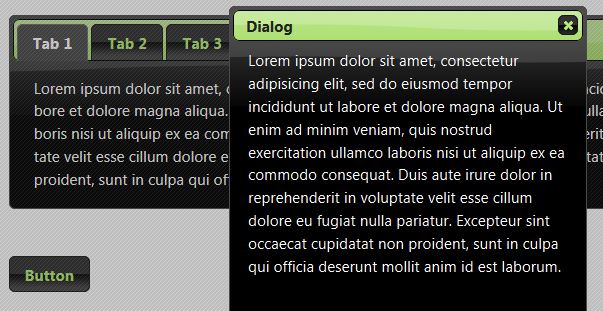 Tab 1
Tab 2
Tab 3
Lorem ipsum dolor sit amet,
bore et dolore magna aliqua.
boris nisi ut aliquip ex ea
tate velit esse cillum dolore
proident, sunt in culpa qui
Button
Dialog
Lorem ipsum dolor sit amet, consectetur
adipisicing elit, sed do eiusmod tempor
incididunt ut labore et dolore magna aliqua. Ut
enim ad minim veniam, quis nostrud
exercitation ullamco laboris nisi ut aliquip ex ea
commodo consequat. Duis aute irure dolor in
reprehenderit in voluptate velit esse cillum
dolore eu fugiat nulla pariatur. Excepteur sint
occaecat cupidatat non proident, sunt in culpa
qui officia deserunt mollit anim id est laborum.